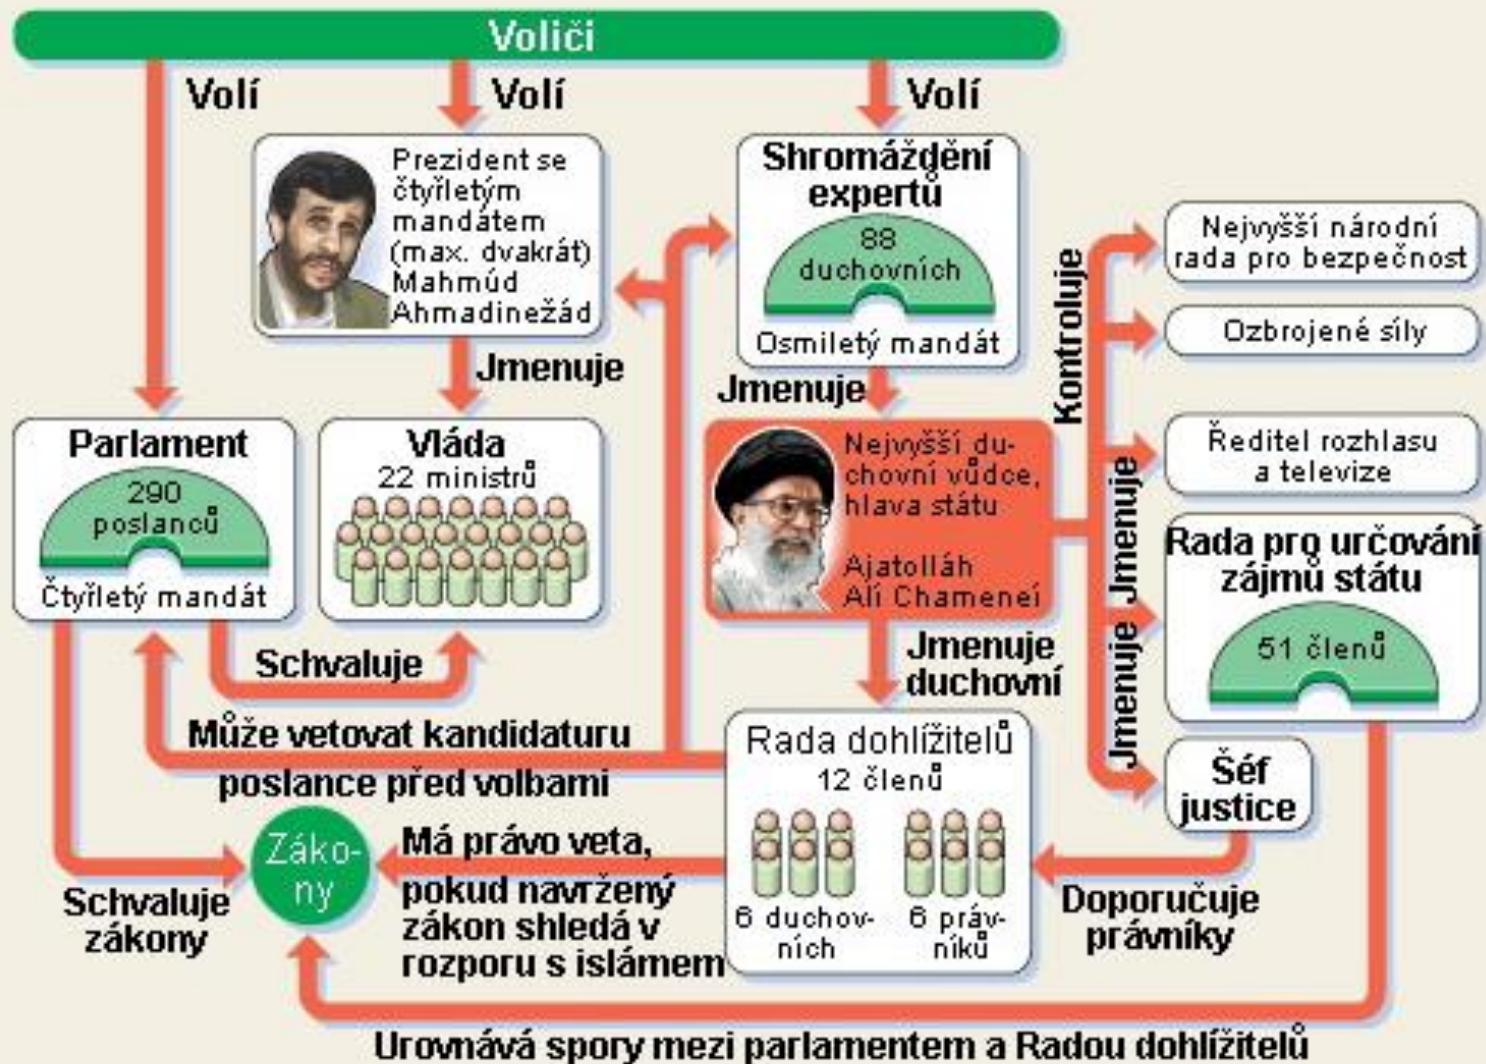 Voliči
Volí
Volí
Volí
Prezident se
čtyřletým
mandátem
(max. dvakrát)
Mahmúd
Ahmadinežád
Shromáždění
expertů
88
duchovních
Osmiletý mandát
Nejvyšší národní
rada pro bezpečnost
Ozbrojené síly
Kontroluje
Jmenuje
Jmenuje
Parlament
290
poslanců
Čtyřletý mandát
Vláda
22 ministrů
Nejvyšší du-
chovní vůdce,
hlava státu
Ajatolláh
Alí Chameneí
Ředitel rozhlasu
a televize
Jmenuje
Rada pro určování
zájmů státu
51 členů
Jmenuje
Schvaluje
Jmenuje
duchovní
Může vetovat kandidaturu
poslance před volbami
Rada dohlížitelů
12 členů
6 duchov-
ních
6 práv-
níků
Šéf
justice
Záko-
ny
Má právo veta,
pokud navržený
zákon shledá v
rozporu s islámem
Schvaluje
zákony
Doporučuje
právníky
Urovnává spory mezi parlamentem a Radou dohlížitelů